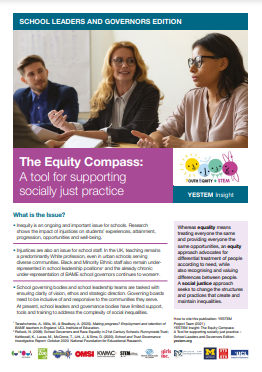 SCHOOL LEADERS AND GOVERNORS EDITION
The Equity Compass:
A tool for supporting
socially just practice
YOUTH EQUITY + STEM
YESTEM Insight
What is the issue?
• Inequity is an ongoing and important issue for schools. Research
shows the impact of injustices on students' experiences, attainment,
progression, opportunities and well-being.
• Injustices are also an issue for school staff. In the UK, teaching remains
a predominantly White profession, even in urban schools, serving
diverse communities. Black and Minority Ethnic staff also remain under-
represented in school leadership positions¹ and the already chronic
under-representation of BAME school governors continues to worsen².
• School governing bodies and school leadership teams are tasked with
ensuring clarity of vision, ethos and strategic direction. Governing boards
need to be inclusive of and responsive to the communities they serve.
At present, school leaders and governance bodies have limited support,
tools and training to address the complexity of social inequalities.
Whereas equality means
treating everyone the same
and providing everyone the
same opportunities, an equity
approach advocates for
differential treatment of people
according to need, while
also recognising and valuing
differences between people.
A social justice approach
seeks to change the structures
and practices that create and
maintain inequalities.
How to cite this publication: YESTEM
Project Team (2021)
YESTEM Insight: The Equity Compass:
A Tool for supporting socially just practice –
School Leaders and Governors Edition
yestem.org
UCL
OMSI
KMAC